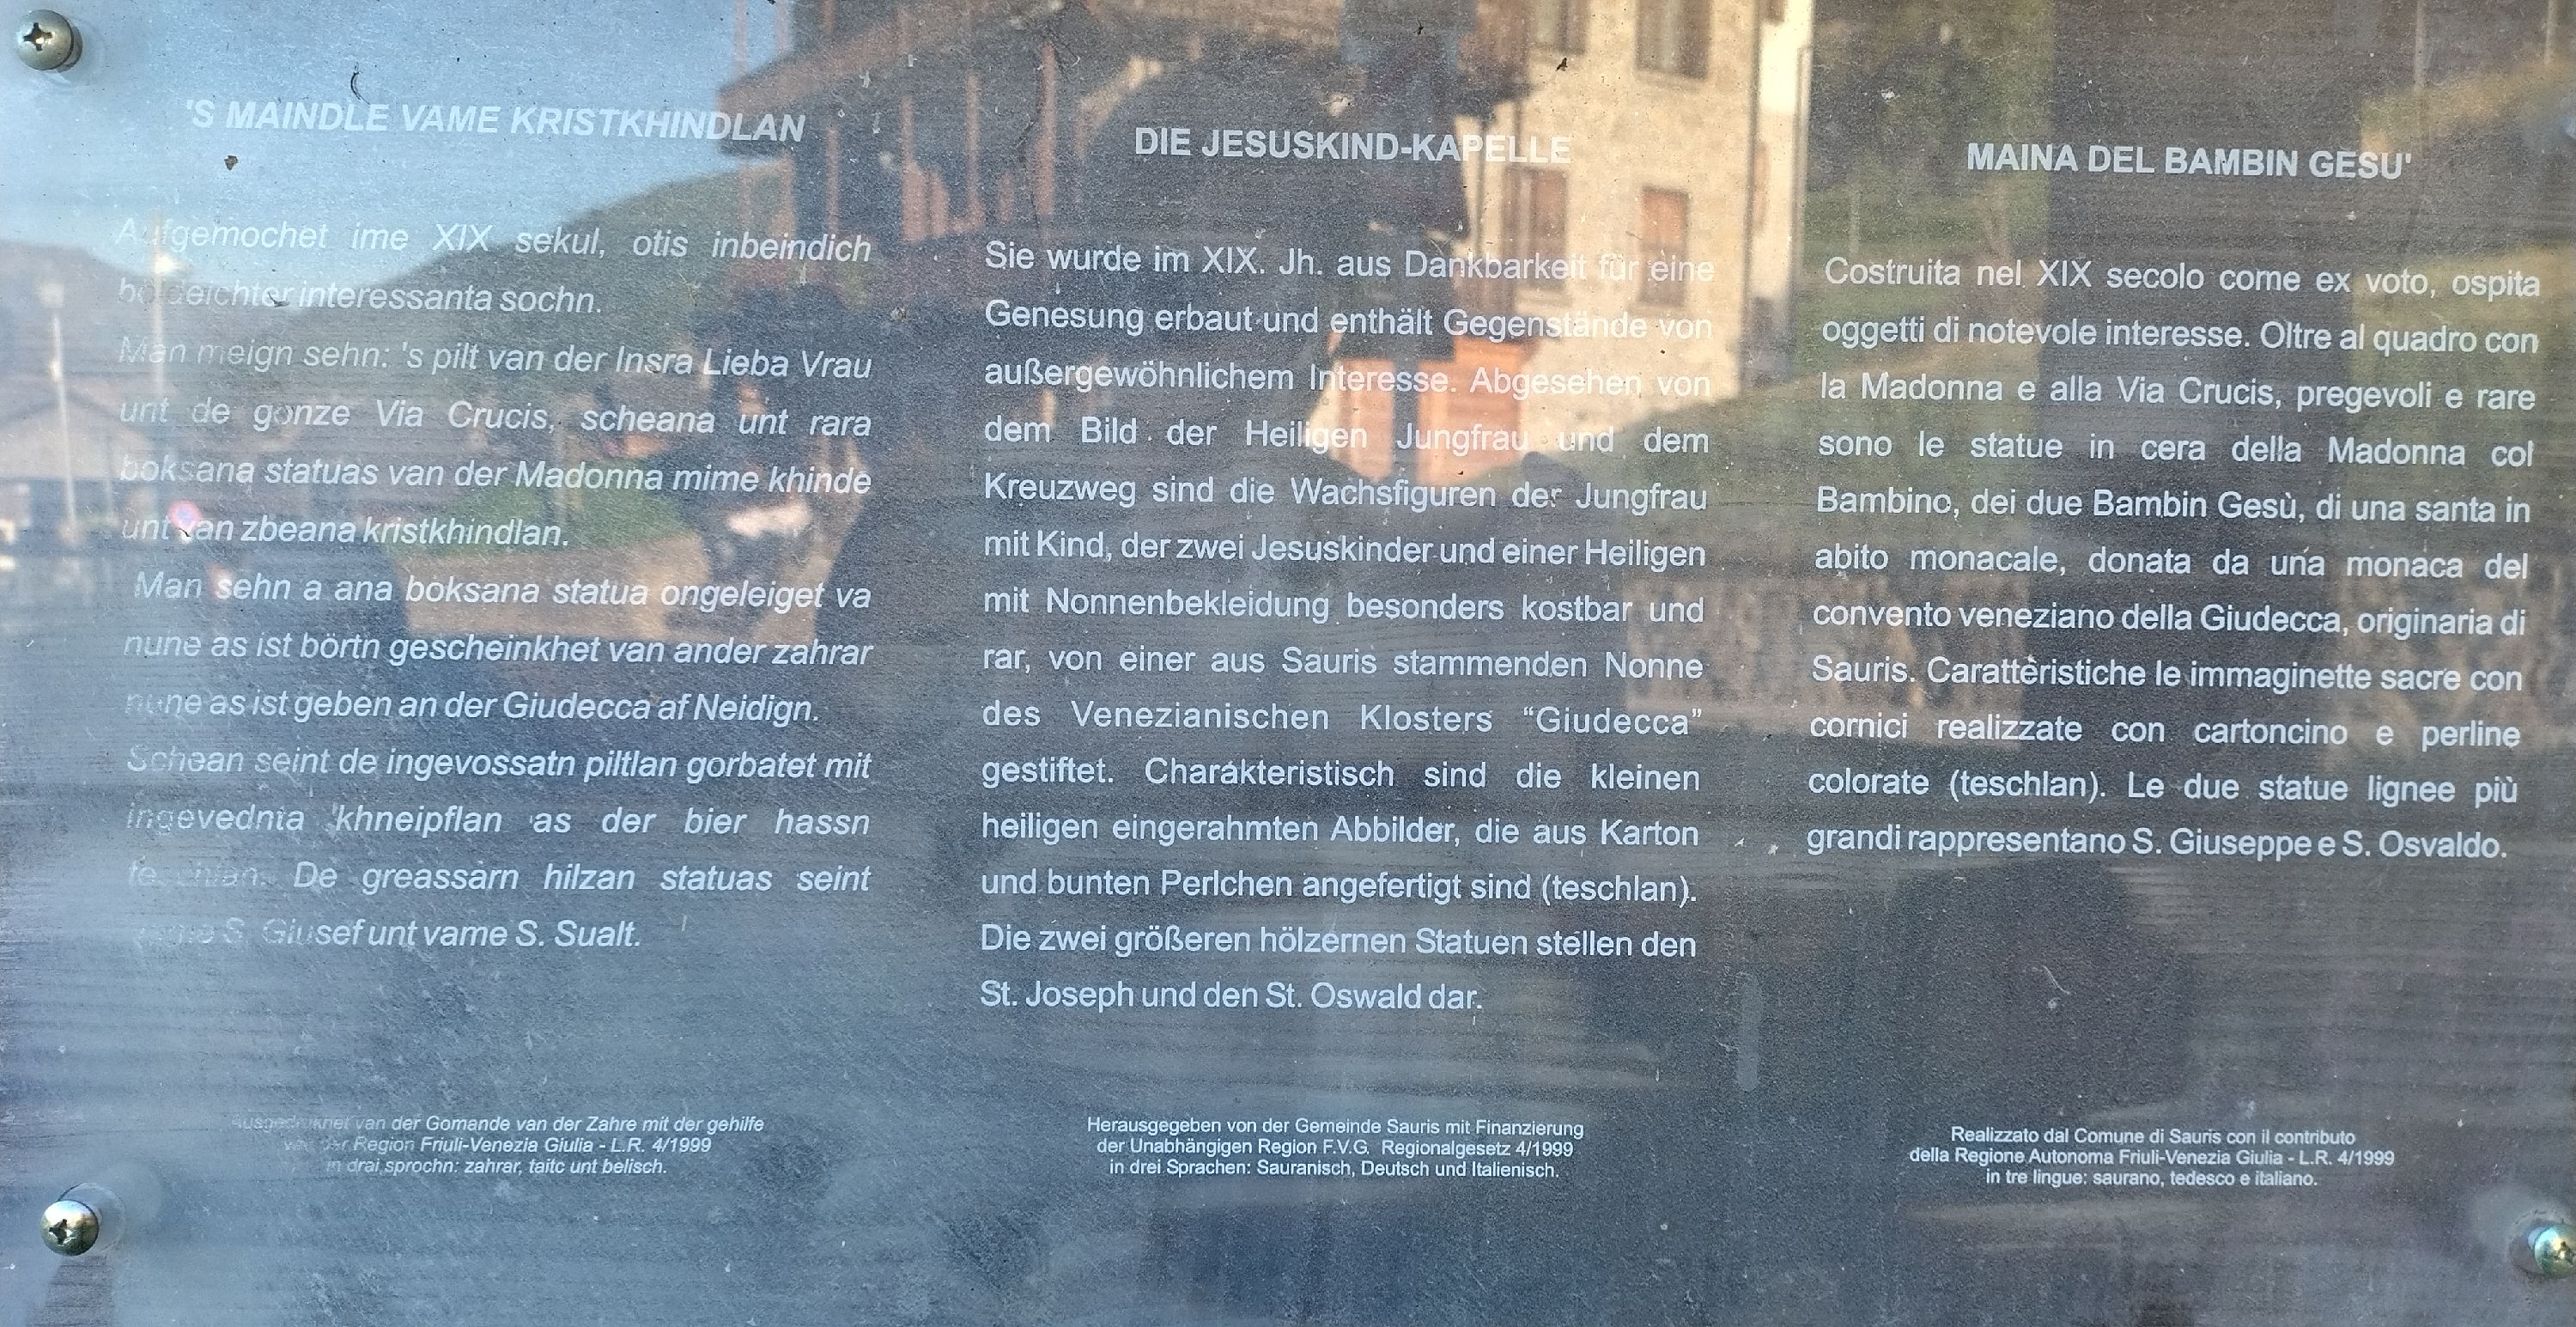 'S MAINDLE VAME KRISTKHINDLAN
Aufgemochet ime XIX sekul, otis inbeindich
interessanta sochn.
Man meign sehn: 's pilt van der Insra Lieba Vrau
unt de gonze Via Crucis, scheana unt rara
boksana statuas van der Madonna mime khinde
unt van zbeana kristkhindlan.
Man sehn a ana boksana statua ongeleiget va
nune as ist börtn gescheinkhet van ander zahrar
nune as ist geben an der Giudecca af Neidign.
Schean seint de ingevossatn piltlan gorbatet mit
ingevednta khneipflan as der bier hassn
De greassarn hilzan statuas seint
S. Giusef unt vame S. Sualt.
van der Gomande van der Zahre mit der gehilfe
Region Friuli-Venezia Giulia - L.R. 4/1999
in drai sprochn: zahrar, taitc unt belisch.
DIE JESUSKIND-KAPELLE
Sie wurde im XIX. Jh. aus Dankbarkeit für eine
Genesung erbaut und enthält Gegenstände von
außergewöhnlichem Interesse. Abgesehen von
dem Bild der Heiligen Jungfrau und dem
Kreuzweg sind die Wachsfiguren der Jungfrau
mit Kind, der zwei Jesuskinder und einer Heiligen
mit Nonnenbekleidung besonders kostbar und
rar, von einer aus Sauris stammenden Nonne
des Venezianischen Klosters “Giudecca”
gestiftet. Charakteristisch sind die kleinen
heiligen eingerahmten Abbilder, die aus Karton
und bunten Perlchen angefertigt sind (teschlan).
Die zwei größeren hölzernen Statuen stellen den
St. Joseph und den St. Oswald dar.
Herausgegeben von der Gemeinde Sauris mit Finanzierung
der Unabhängigen Region F.V.G. Regionalgesetz 4/1999
in drei Sprachen: Sauranisch, Deutsch und Italienisch.
MAINA DEL BAMBIN GESU'
Costruita nel XIX secolo come ex voto, ospita
oggetti di notevole interesse. Oltre al quadro con
la Madonna e alla Via Crucis, pregevoli e rare
sono le statue in cera della Madonna col
Bambino, dei due Bambin Gesù, di una santa in
abito monacale, donata da una monaca del
convento veneziano della Giudecca, originaria di
Sauris. Caratteristiche le immaginette sacre con
cornici realizzate con cartoncino e perline
colorate (teschlan). Le due statue lignee più
grandi rappresentano S. Giuseppe e S. Osvaldo.
Realizzato dal Comune di Sauris con il contributo
della Regione Autonoma Friuli-Venezia Giulia - L.R. 4/1999
in tre lingue: saurano, tedesco e italiano.